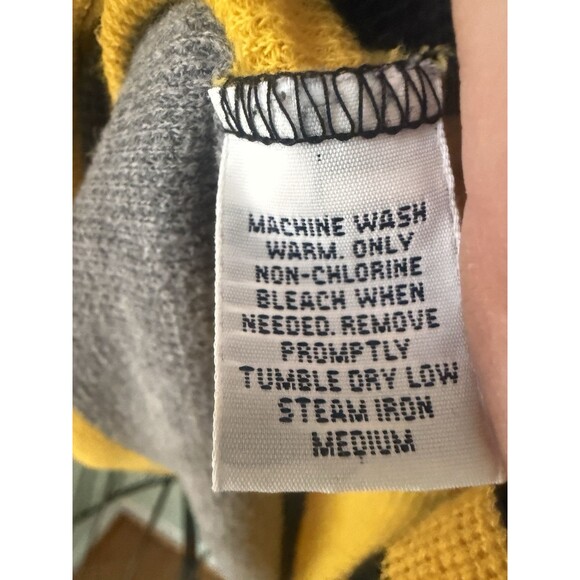 MACHINE WASH
WARM. ONLY
NON-CHLORINE
BLEACH WHEN
NEEDED. REMOVE
PROMPTLY
TUMBLE DRY LOW
STEAM IRON
MEDIUM